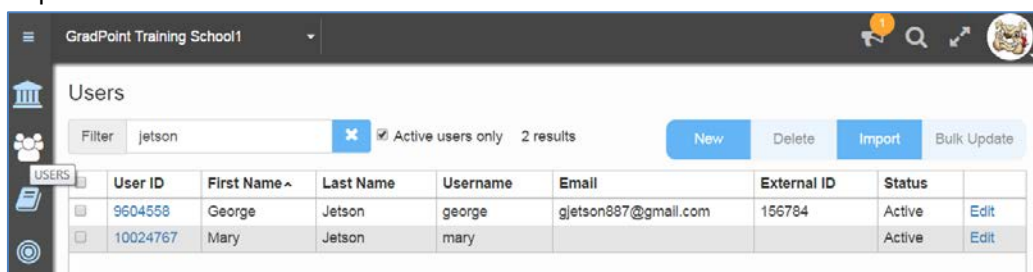 1
GradPoint Training School1
Users
Filter jetson Active users only 2 results New Delete Import Bulk Update
USERS
User ID First Name Last Name Username Email External ID Status
9604558 George Jetson george gjetson887@gmail.com 156784 Active Edit
10024767 Mary Jetson mary Active Edit